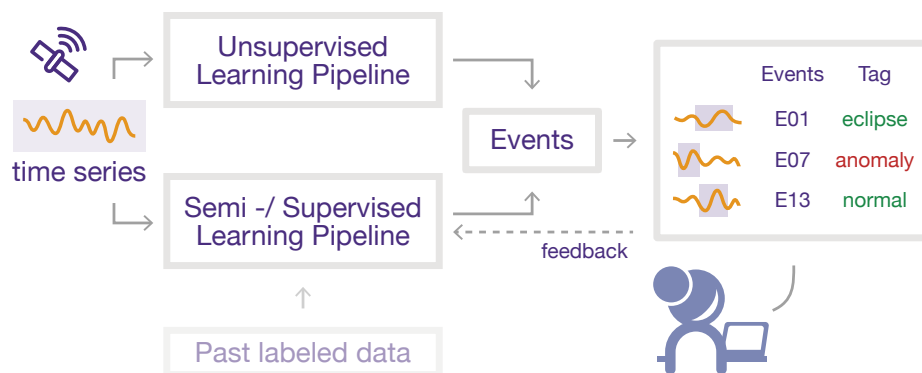 Unsupervised
Learning Pipeline
time series
Semi -/ Supervised
Learning Pipeline
Past labeled data
Events
feedback
Events Tag
E01 eclipse
E07 anomaly
E13 normal